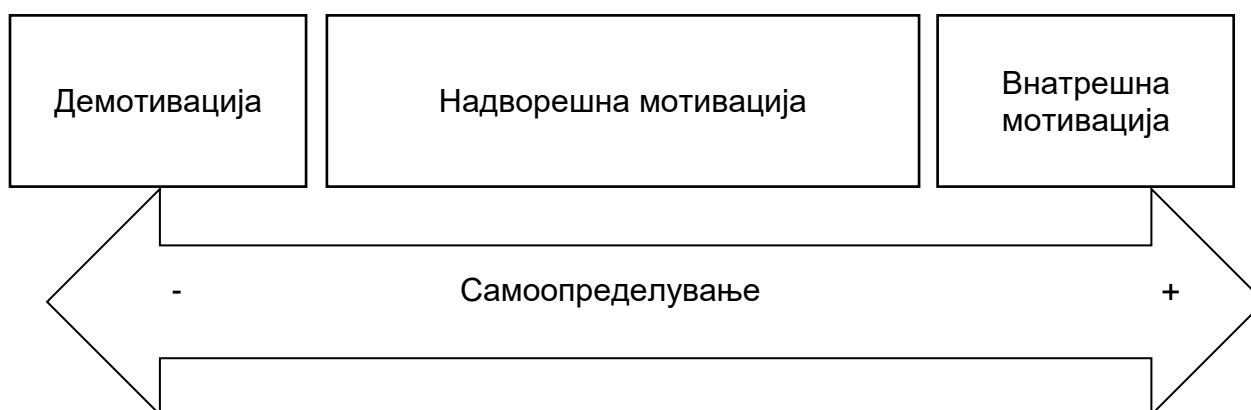 Демотивација
Надворешна мотивација
Внатрешна
мотивација
- Самоопределување +